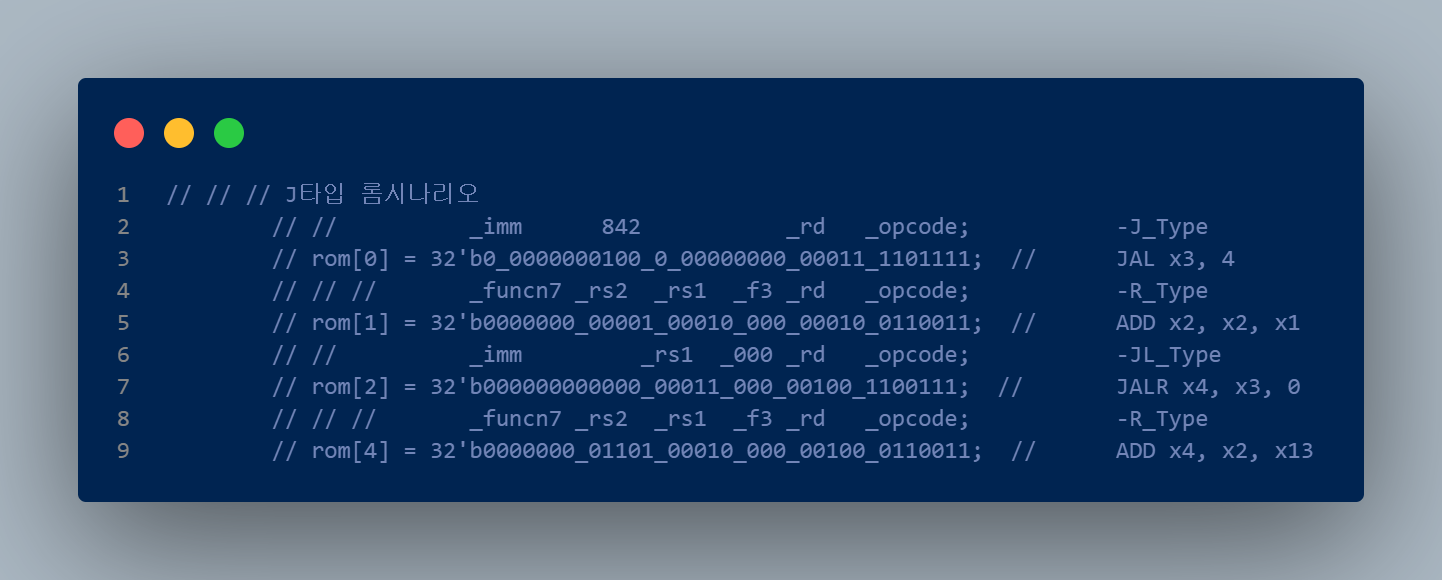 1 // // // J타입 롬시나리오
2 // // _imm 842 _rd _opcode; -J_Type
3 // rom[0] = 32'b0_0000000100_0_00000000_00011_1101111; // JAL x3, 4
4 // // // _funcn7 _rs2 _rs1 _f3 _rd _opcode; -R_Type
5 // rom[1] = 32'b0000000_00001_00010_000_00010_0110011; // ADD x2, x2, x1
6 // // _imm _rs1 _000 _rd _opcode; -JL_Type
7 // rom[2] = 32'b000000000000_00011_000_00100_1100111; // JALR x4, x3, 0
8 // // // _funcn7 _rs2 _rs1 _f3 _rd _opcode; -R_Type
9 // rom[4] = 32'b0000000_01101_00010_000_00100_0110011; // ADD x4, x2, x13